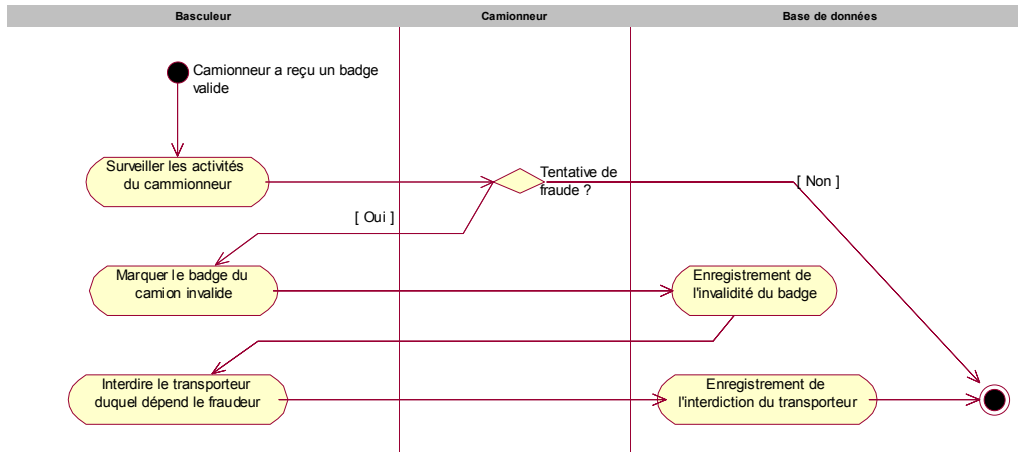 Basculeur
Camionneur
Base de données
Camionneur a reçu un badge
valide
Surveiller les activités
du cammionneur
Tentative de
fraude ?
[ Non ]
[ Oui ]
Marquer le badge du
camion invalide
Enregistrement de
l'invalidité du badge
Interdire le transporteur
duquel dépend le fraudeur
Enregistrement de
l'interdiction du transporteur